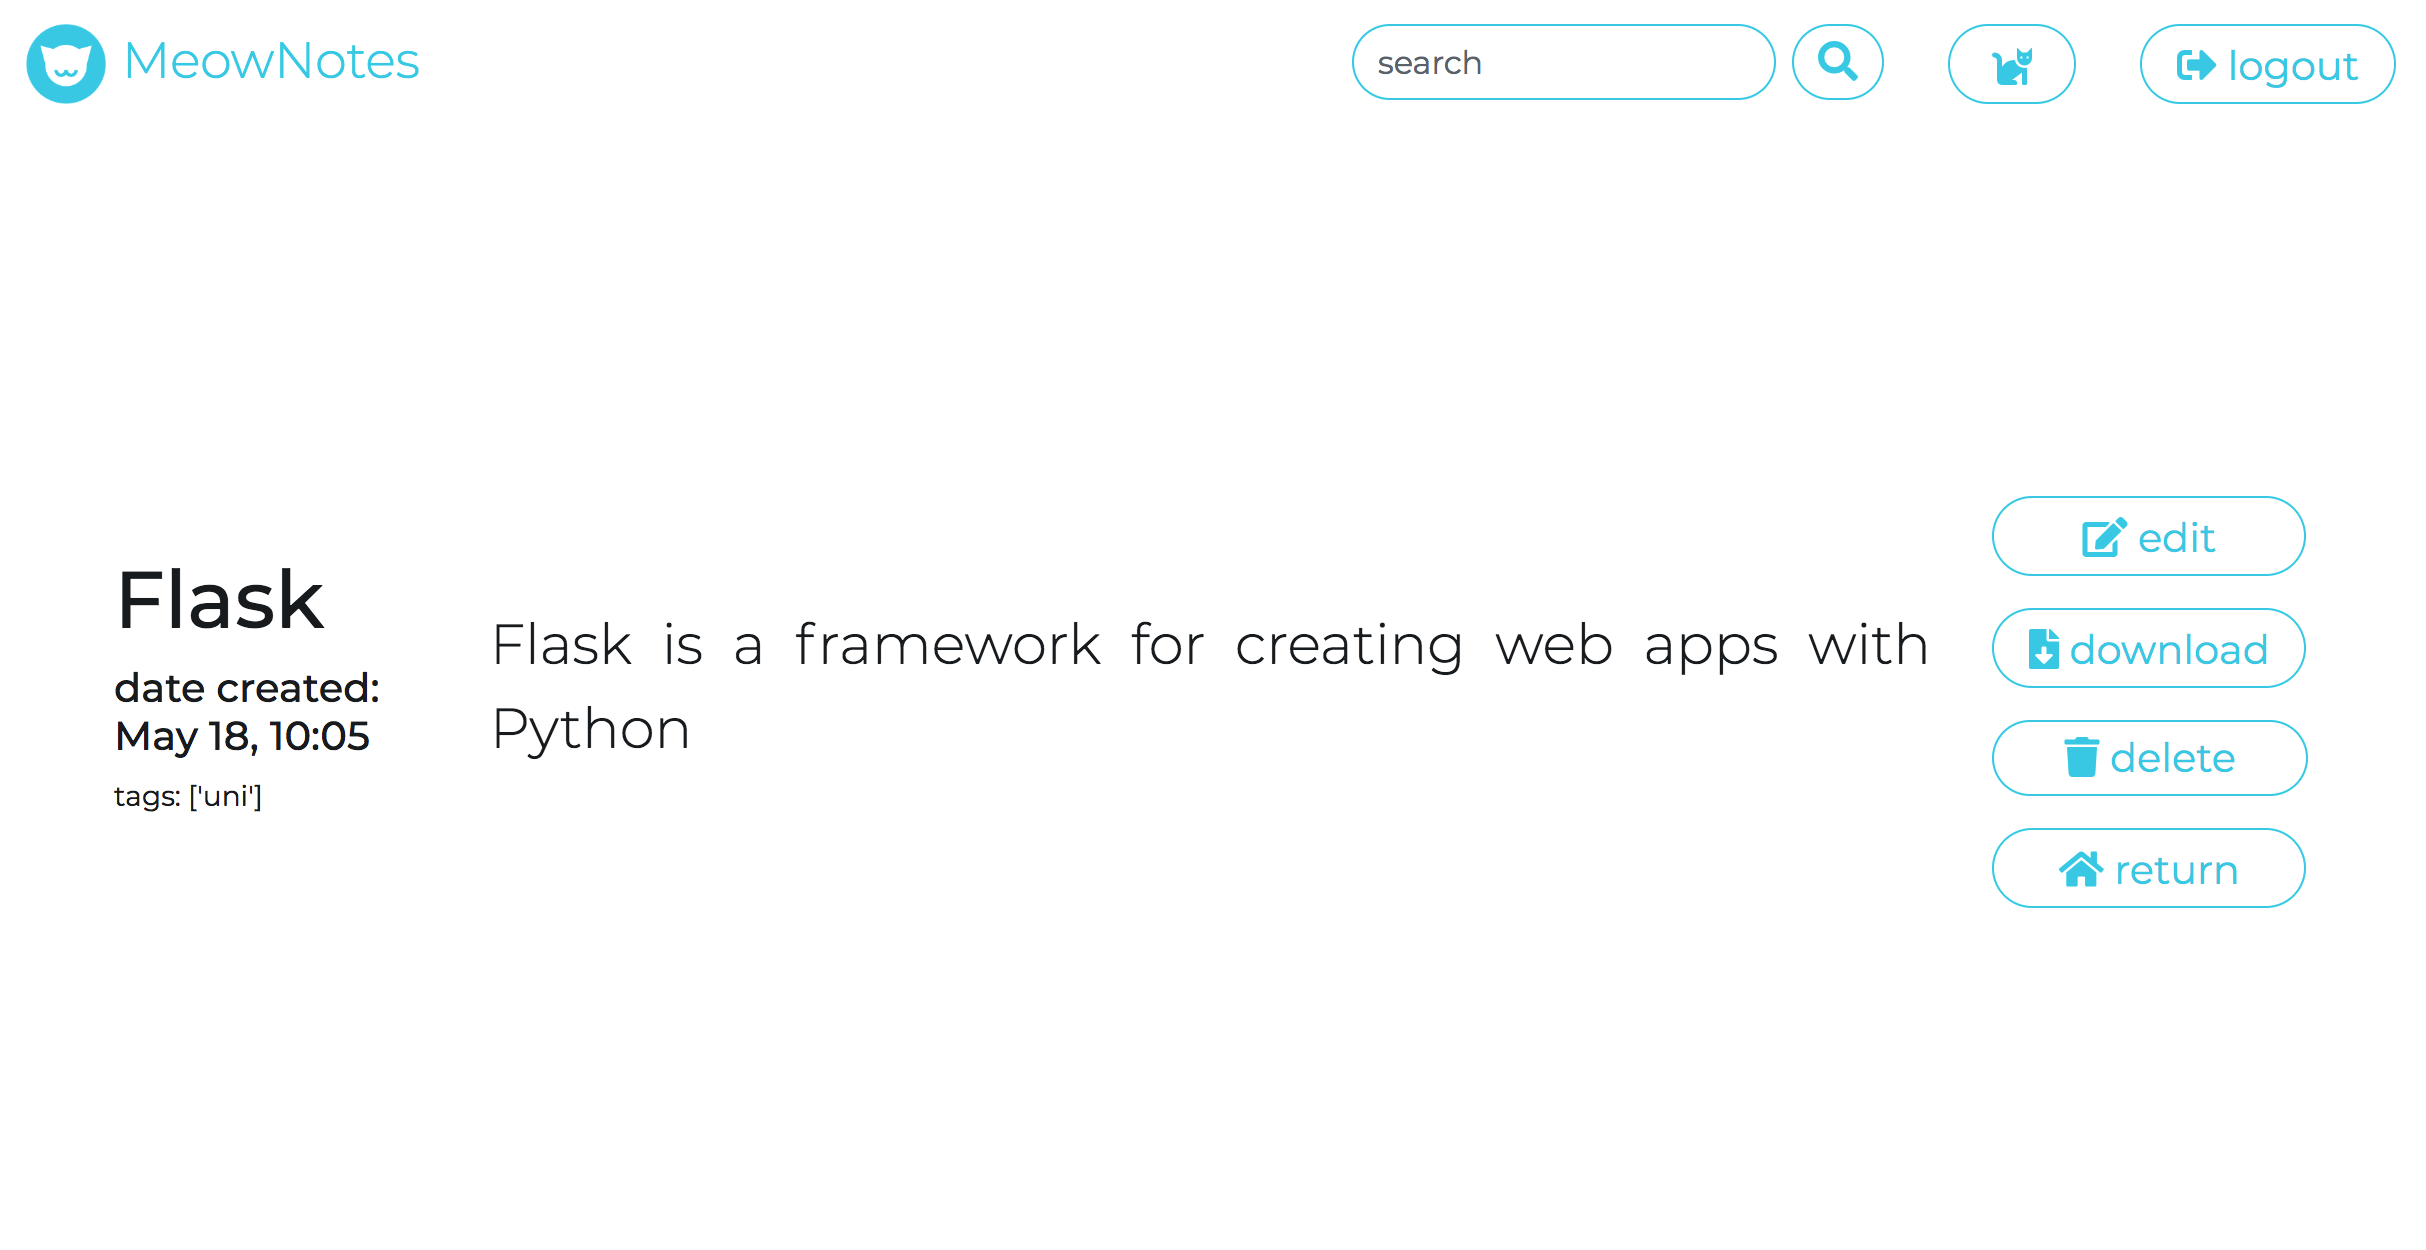 MeowNotes
search
logout
Flask
date created:
May 18, 10:05
tags: ['uni']
Flask is a framework for creating web apps with
Python
edit
download
delete
return